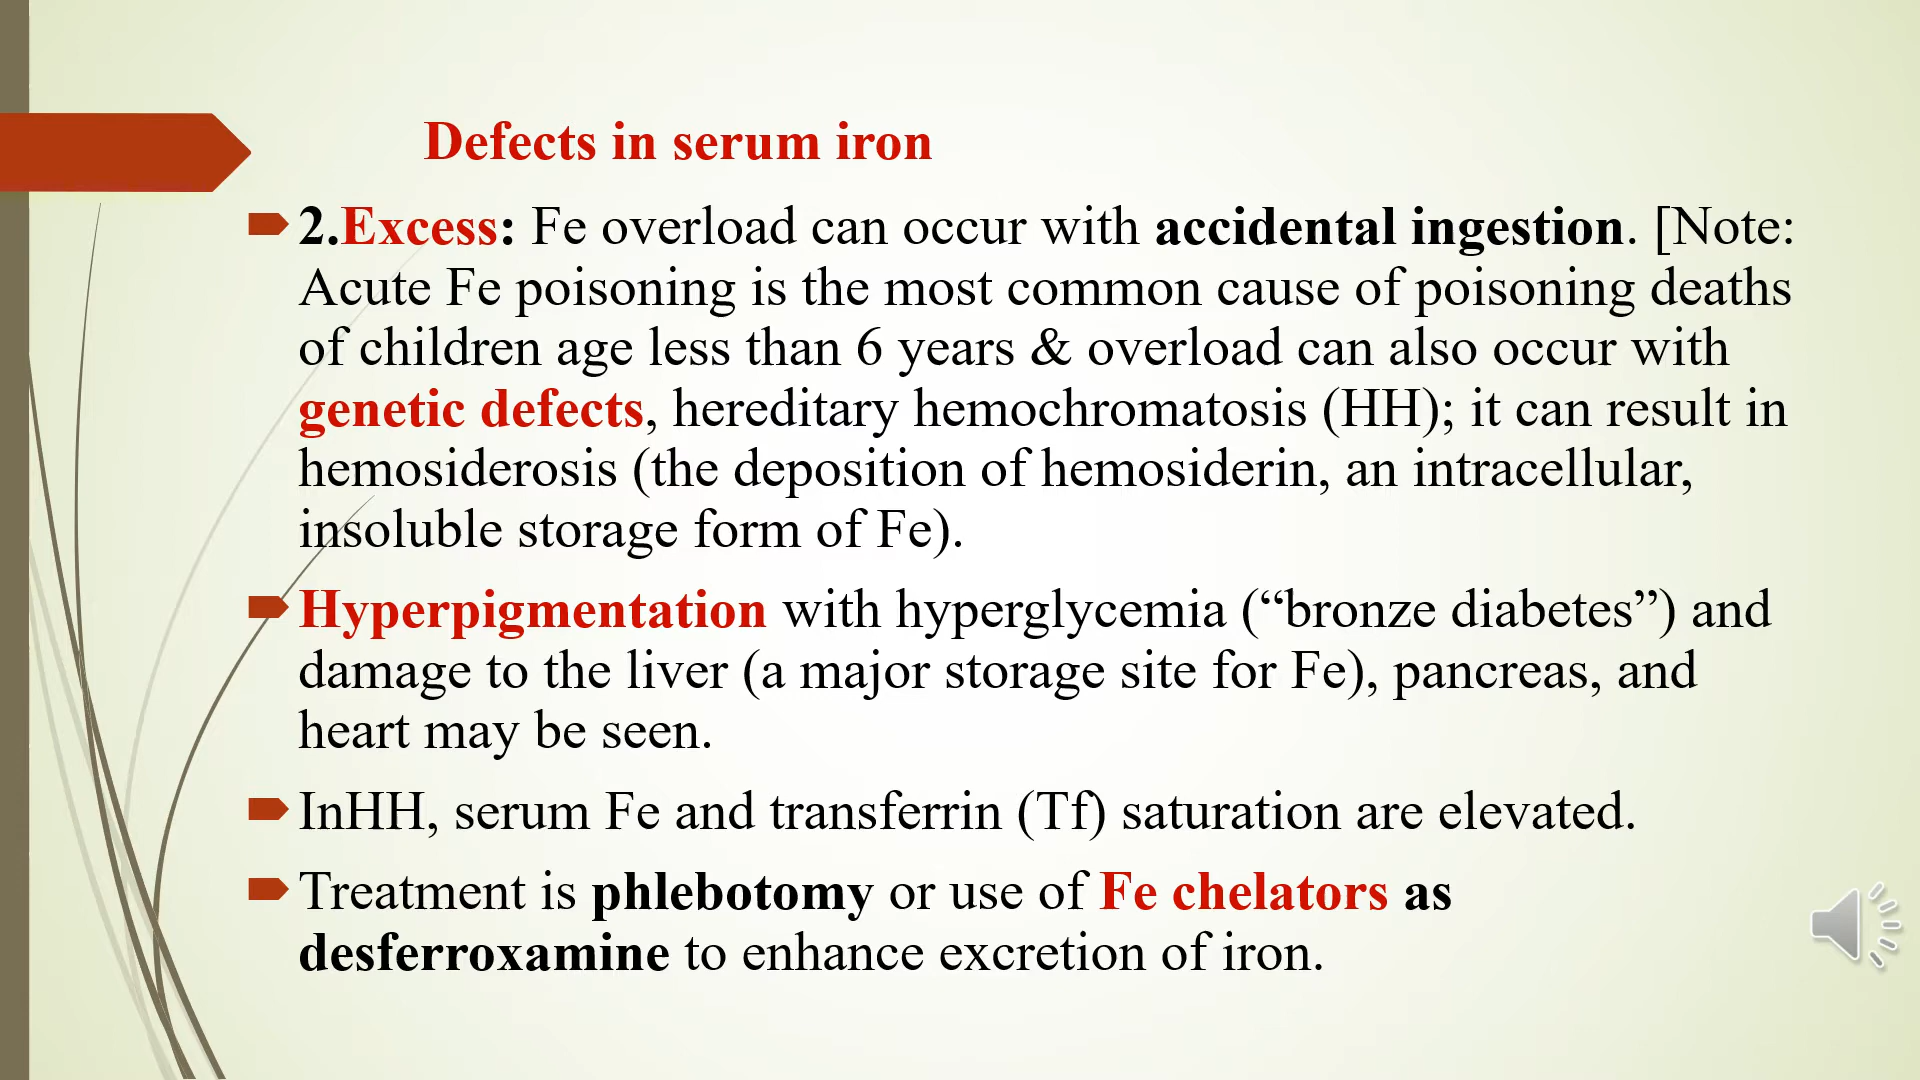 Defects in serum iron
2.Excess: Fe overload can occur with accidental ingestion. [Note:
Acute Fe poisoning is the most common cause of poisoning deaths
of children age less than 6 years & overload can also occur with
genetic defects, hereditary hemochromatosis (HH); it can result in
hemosiderosis (the deposition of hemosiderin, an intracellular,
insoluble storage form of Fe).
Hyperpigmentation with hyperglycemia (“bronze diabetes”) and
damage to the liver (a major storage site for Fe), pancreas, and
heart may be seen.
InHH, serum Fe and transferrin (Tf) saturation are elevated.
Treatment is phlebotomy or use of Fe chelators as
desferroxamine to enhance excretion of iron.